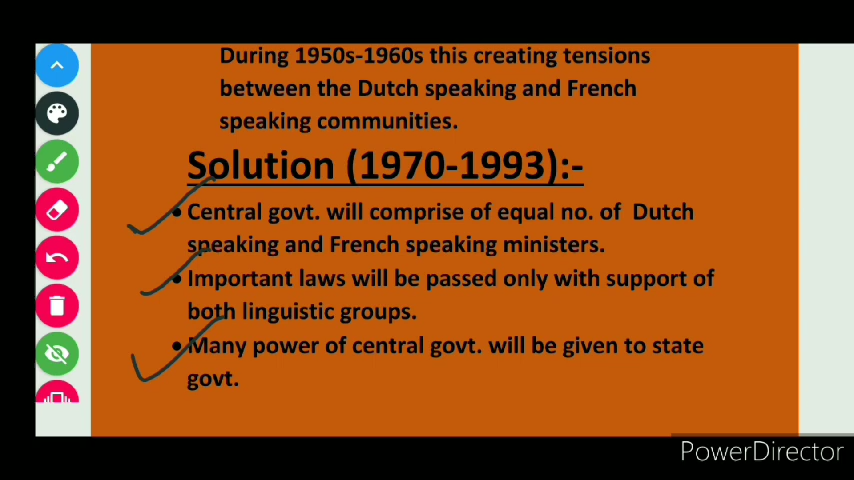 During 1950s-1960s this creating tensions
between the Dutch speaking and French
speaking communities.
Solution (1970-1993):-
• Central govt. will comprise of equal no. of Dutch
speaking and French speaking ministers.
• Important laws will be passed only with support of
both linguistic groups.
• Many power of central govt. will be given to state
govt.
PowerDirector